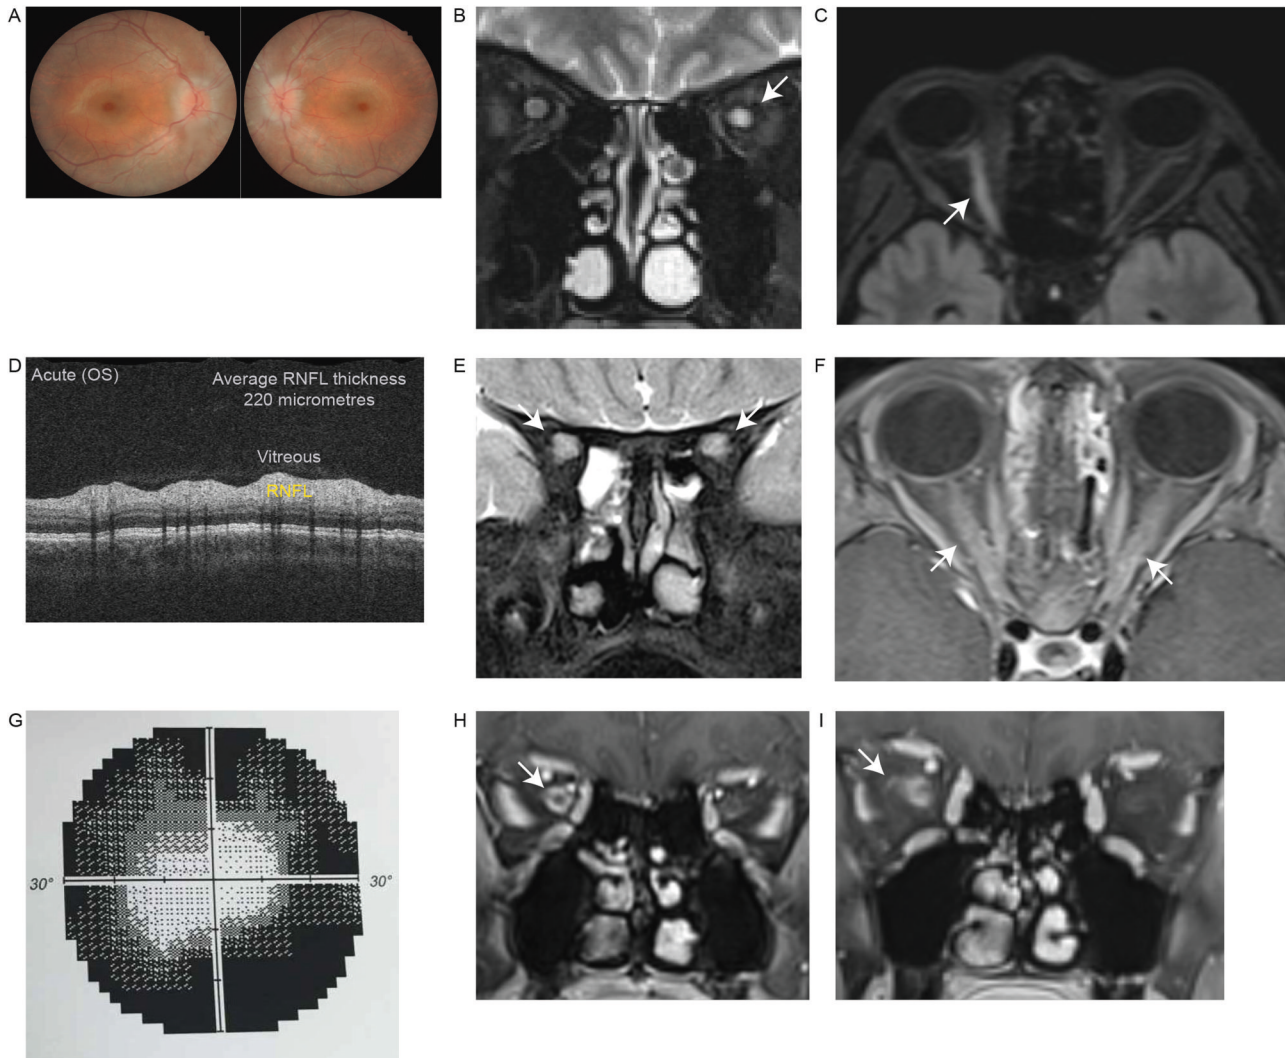 A
B
C
D
Acute (OS)
Average RNFL thickness
220 micrometres
Vitreous
RNFL
E
F
G
30°
30°
H
I